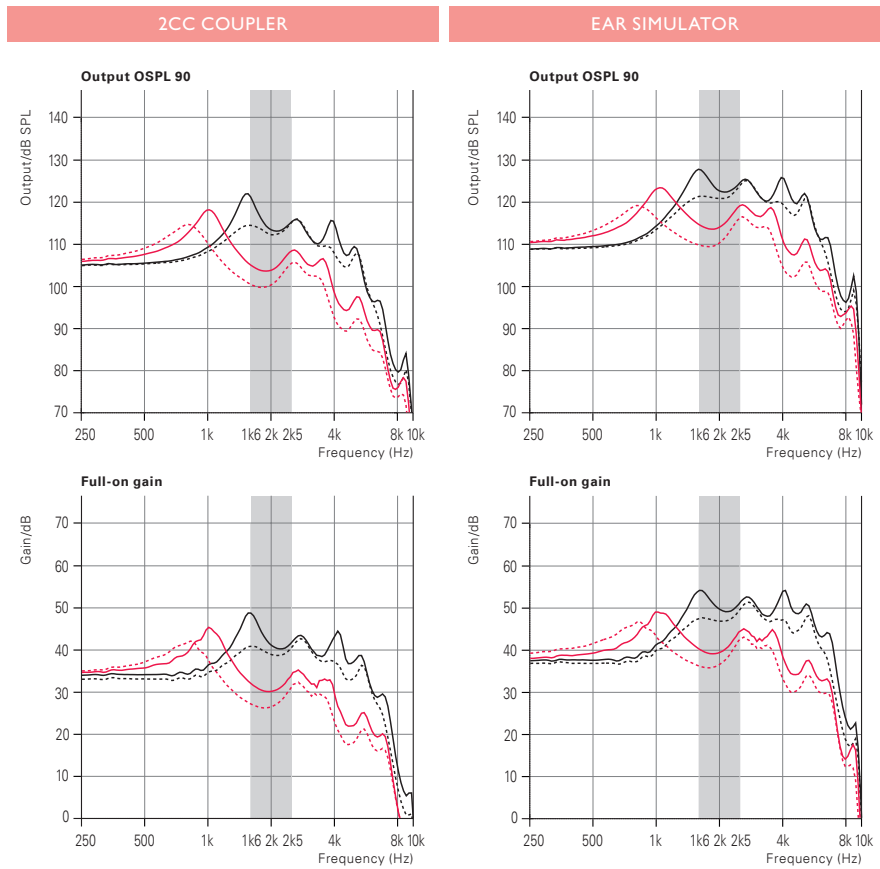 2CC COUPLER
EAR SIMULATOR
Output OSPL 90
Output/dB SPL
140
130
120
110
100
90
80
70
250 500 1k 1k6 2k 2k5 4k 8k 10k
Frequency (Hz)
Output OSPL 90
Output/dB SPL
140
130
120
110
100
90
80
70
250 500 1k 1k6 2k 2k5 4k 8k 10k
Frequency (Hz)
Full-on gain
Gain/dB
70
60
50
40
30
20
10
0
250 500 1k 1k6 2k 2k5 4k 8k 10k
Frequency (Hz)
Full-on gain
Gain/dB
70
60
50
40
30
20
10
0
250 500 1k 1k6 2k 2k5 4k 8k 10k
Frequency (Hz)